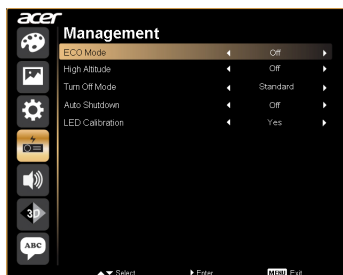 acer
Management
ECO Mode Off
High Altitude Off
Turn Off Mode Standard
Auto Shutdown Off
LED Calibration Yes
3D
ABC
Select Enter MENU Exit